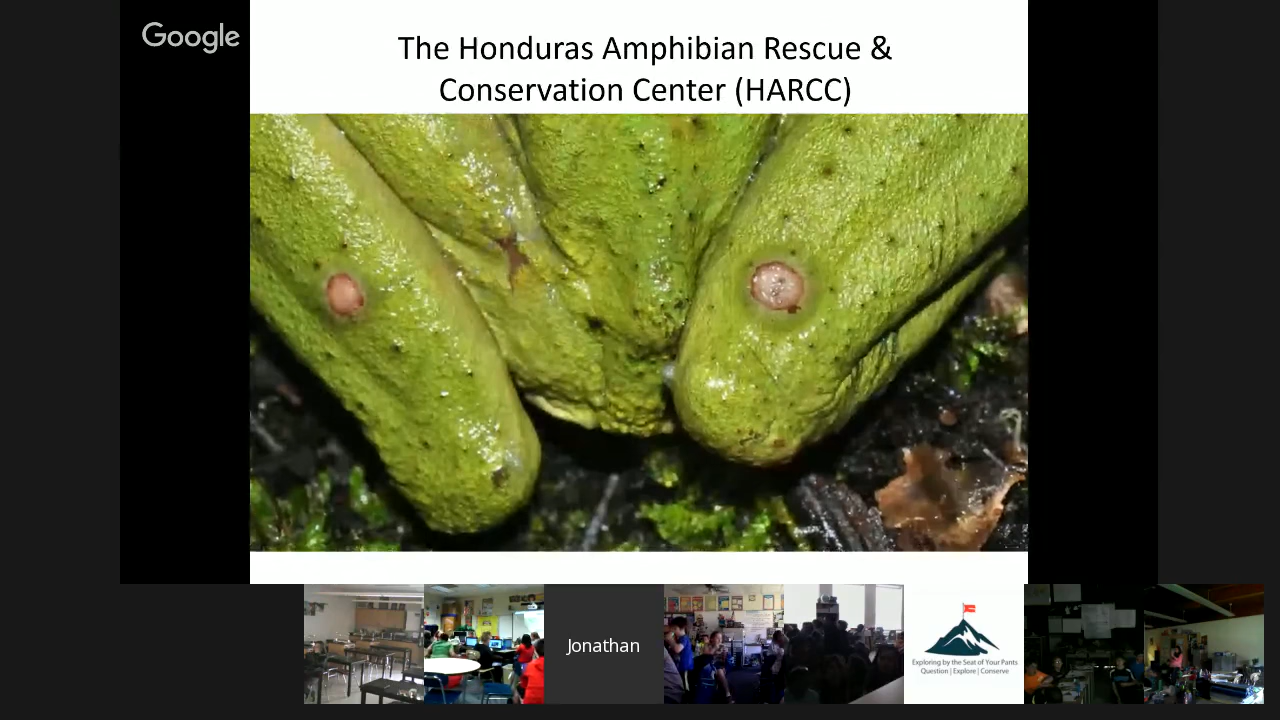 Google
The Honduras Amphibian Rescue &
Conservation Center (HARCC)
Jonathan
Exploring by the Seat of Your Pants
Question | Explore | Conserve